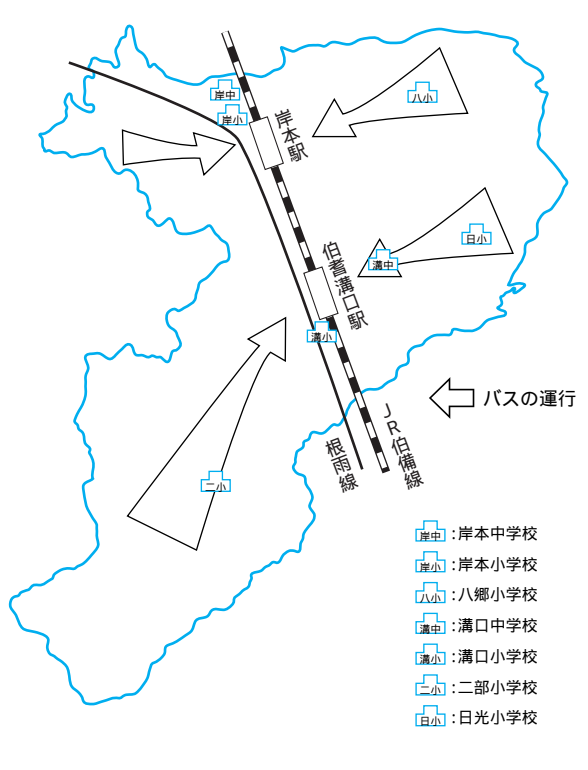 岸中
岸小
八小
岸本駅
日小
溝中
伯耆溝口駅
溝小
バスの運行
JR伯備線
根雨線
二小
岸中:岸本中学校
岸小:岸本小学校
八小:八郷小学校
溝中:溝口中学校
溝小:溝口小学校
二小:二部小学校
日小:日光小学校